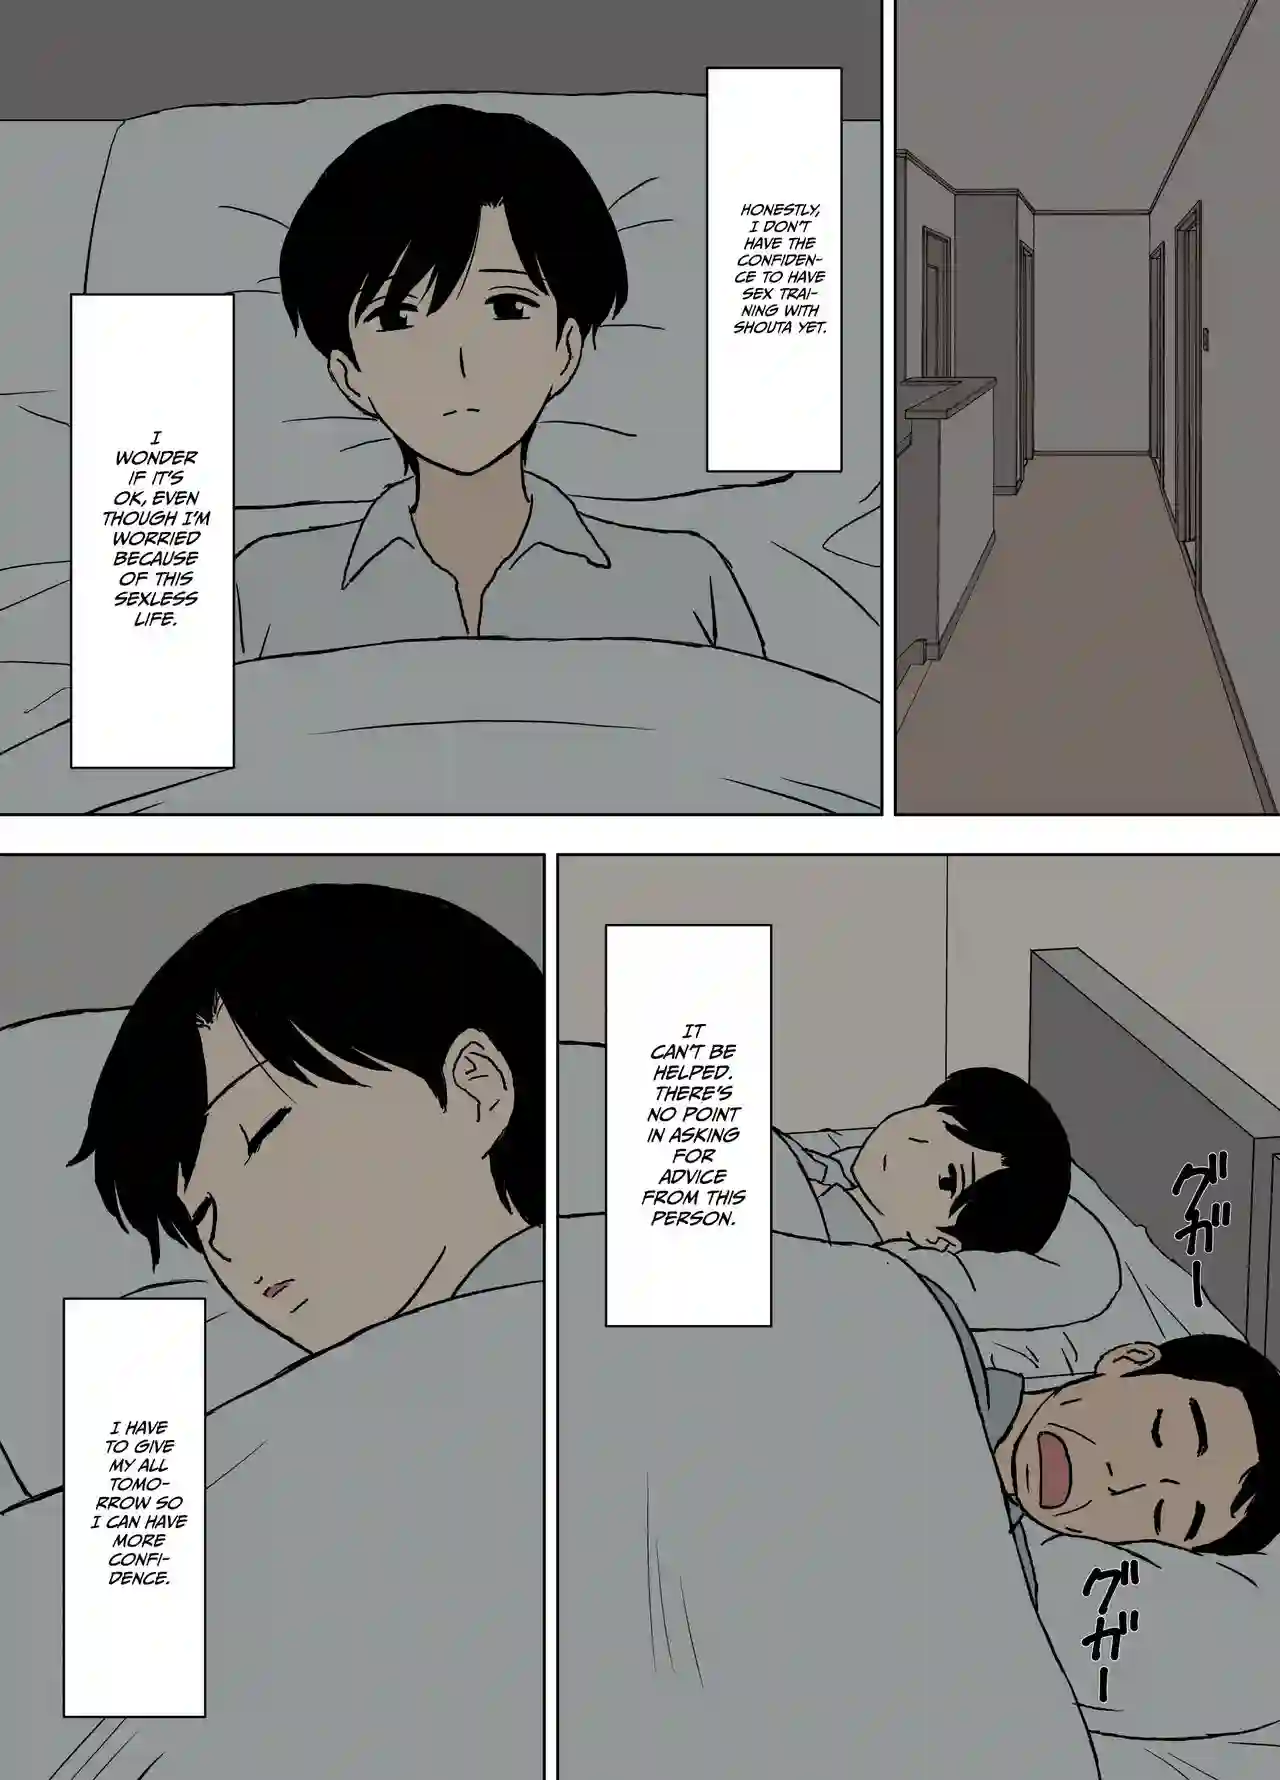 HONESTLY,
I DON'T
HAVE THE
CONFIDEN-
CE TO HAVE
SEX TRAI-
NING WITH
SHOUTA YET.
I
WONDER
IF IT'S
OK, EVEN
THOUGH I'M
WORRIED
BECAUSE
OF THIS
SEXLESS
LIFE.
IT
CAN'T BE
HELPED.
THERE'S
NO POINT
IN ASKING
FOR
ADVICE
FROM THIS
PERSON.
グガー
グガー
I HAVE
TO GIVE
MY ALL
TOMO-
RROW SO
I CAN HAVE
MORE
CONFI-
DENCE.